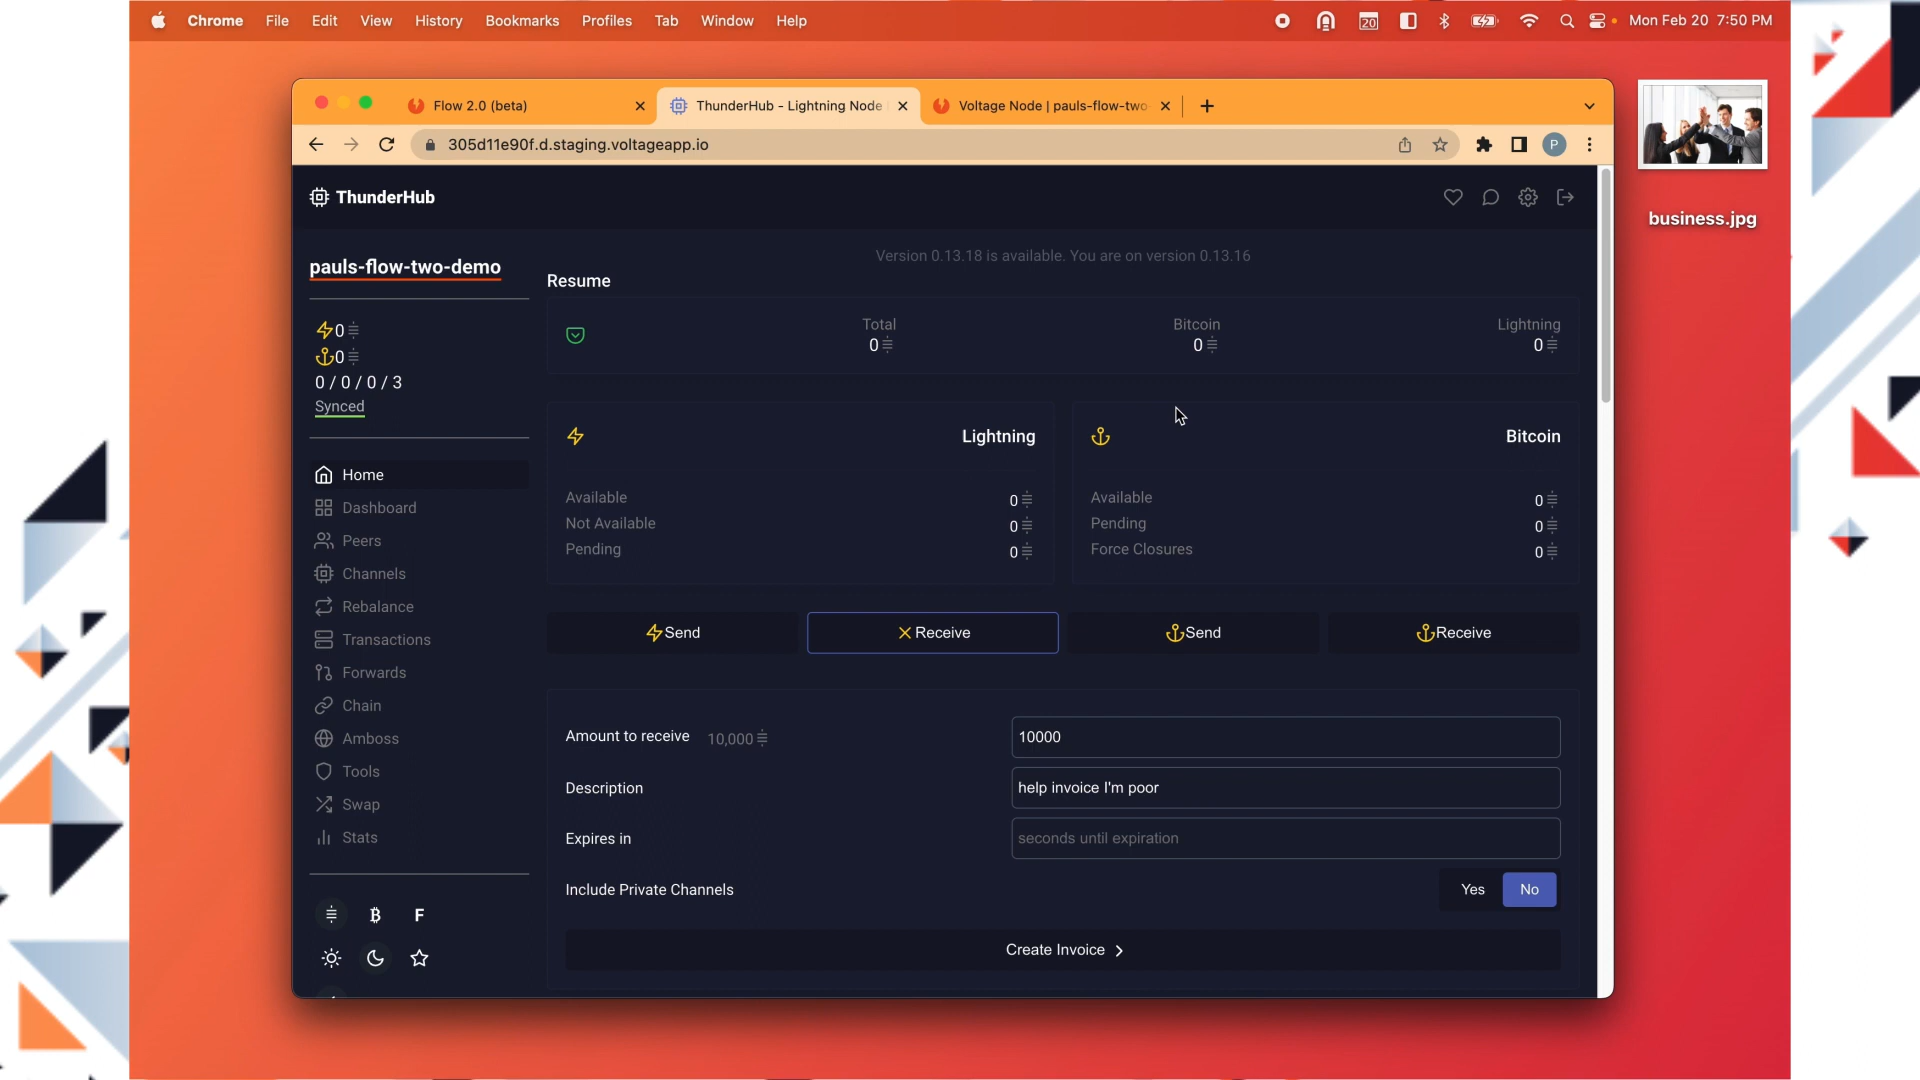 Chrome File Edit View History Bookmarks Profiles Tab Window Help 20 Mon Feb 20 7:50 PM
Flow 2.0 (beta) ThunderHub - Lightning Node Voltage Node | pauls-flow-two-
305d11e90f.d.staging.voltageapp.io P
business.jpg
ThunderHub
Version 0.13.18 is available. You are on version 0.13.16
pauls-flow-two-demo
0
0
0 / 0 / 0 / 3
Synced
Home
Dashboard
Peers
Channels
Rebalance
Transactions
Forwards
Chain
Amboss
Tools
Swap
Stats
F
Resume
Total Bitcoin Lightning
0 0 0
Lightning
Available 0
Not Available 0
Pending 0
Bitcoin
Available 0
Pending 0
Force Closures 0
Send Receive Send Receive
Amount to receive 10,000 10000
Description help invoice I'm poor
Expires in seconds until expiration
Include Private Channels Yes No
Create Invoice